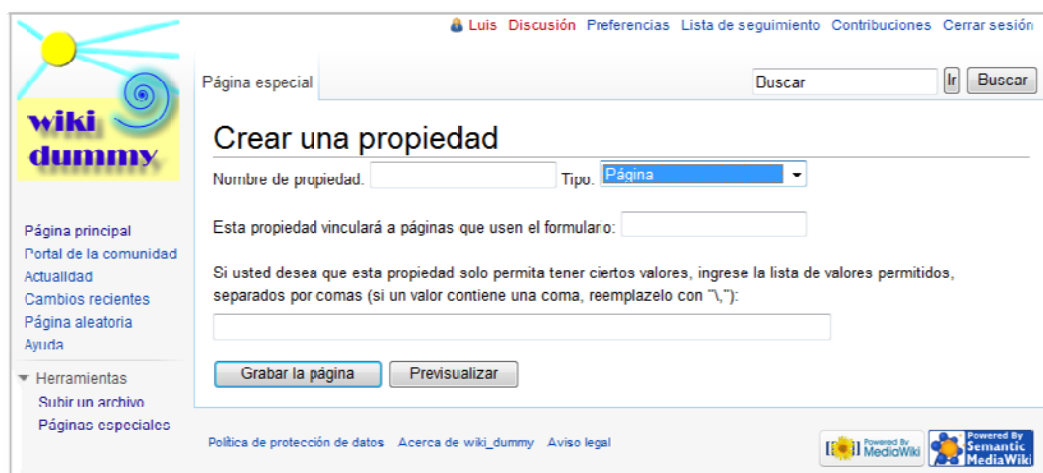 Luis Discusión Preferencias Lista de seguimiento Contribuciones Cerrar sesión
Página especial
Buscar Ir Buscar
wiki
dummy
Crear una propiedad
Nombre de propiedad: Tipo: Página
Esta propiedad vinculará a páginas que usen el formulario:
Si usted desea que esta propiedad solo permita tener ciertos valores, ingrese la lista de valores permitidos,
separados por comas (si un valor contiene una coma, reemplazelo con "\,"):
Grabar la página Previsualizar
Página principal
Portal de la comunidad
Actualidad
Cambios recientes
Página aleatoria
Ayuda
Herramientas
Subir un archivo
Páginas especiales
Política de protección de datos Acerca de wiki_dummy Aviso legal
Powered By
MediaWiki
Powered By
Semantic
MediaWiki